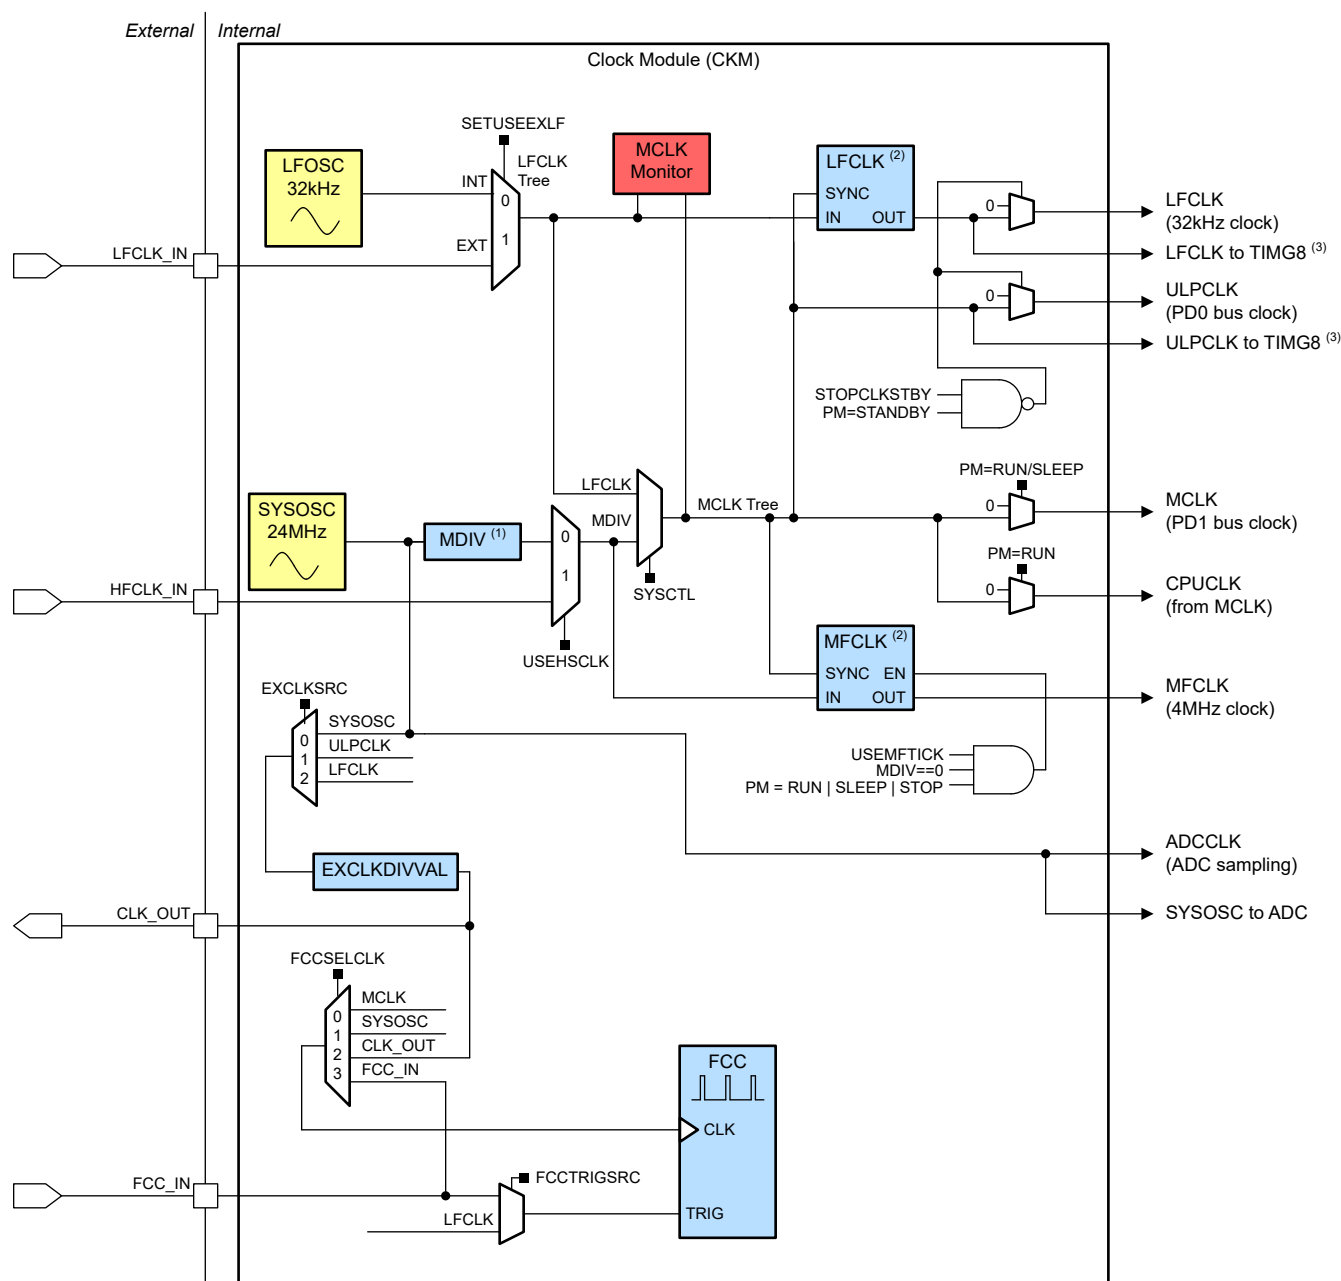 External
Internal
Clock Module (CKM)
SETUSEEXLF
LFOSC
32kHz
INT
0
LFCLK
Tree
EXT
1
MCLK
Monitor
LFCLK (2)
SYNC
IN OUT
0
LFCLK
(32kHz clock)
LFCLK_IN
LFCLK to TIMG8 (3)
0
ULPCLK
(PD0 bus clock)
ULPCLK to TIMG8 (3)
STOPCLKSTBY
PM=STANDBY
PM=RUN/SLEEP
LFCLK
MCLK Tree
0
MCLK
(PD1 bus clock)
SYSOSC
24MHz
MDIV (1)
0
1
MDIV
SYSCTL
USEHSCLK
PM=RUN
0
CPUCLK
(from MCLK)
HFCLK_IN
MFCLK (2)
SYNC EN
IN OUT
MFCLK
(4MHz clock)
EXCLKSRC
0
SYSOSC
1
ULPCLK
2
LFCLK
USEMFTICK
MDIV==0
PM = RUN | SLEEP | STOP
ADCCLK
(ADC sampling)
EXCLKDIVVAL
CLK_OUT
SYSOSC to ADC
FCCSELCLK
0
MCLK
1
SYSOSC
2
CLK_OUT
3
FCC_IN
FCC
CLK
TRIG
FCC_IN
FCCTRIGSRC
LFCLK